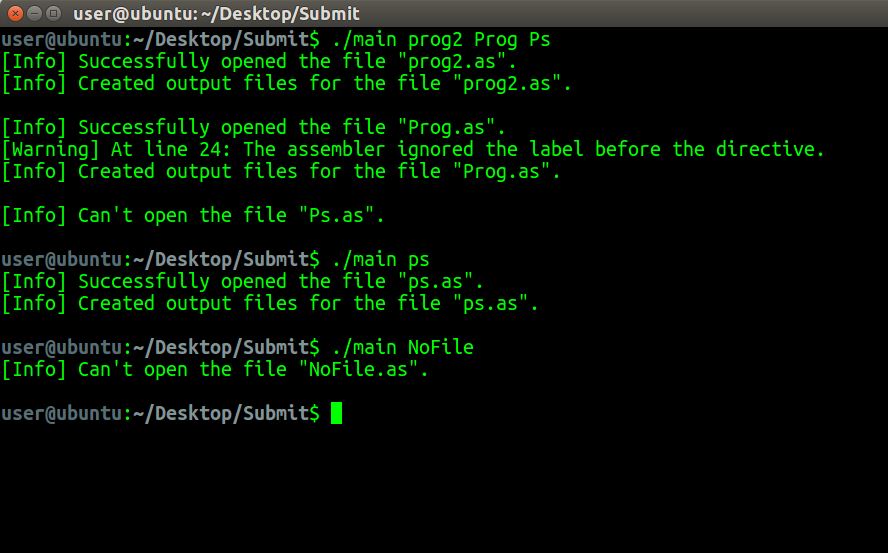 user@ubuntu: ~/Desktop/Submit
user@ubuntu:~/Desktop/Submit$ ./main prog2 Prog Ps
[Info] Successfully opened the file "prog2.as".
[Info] Created output files for the file "prog2.as".
[Info] Successfully opened the file "Prog.as".
[Warning] At line 24: The assembler ignored the label before the directive.
[Info] Created output files for the file "Prog.as".
[Info] Can't open the file "Ps.as".
user@ubuntu:~/Desktop/Submit$ ./main ps
[Info] Successfully opened the file "ps.as".
[Info] Created output files for the file "ps.as".
user@ubuntu:~/Desktop/Submit$ ./main NoFile
[Info] Can't open the file "NoFile.as".
user@ubuntu:~/Desktop/Submit$